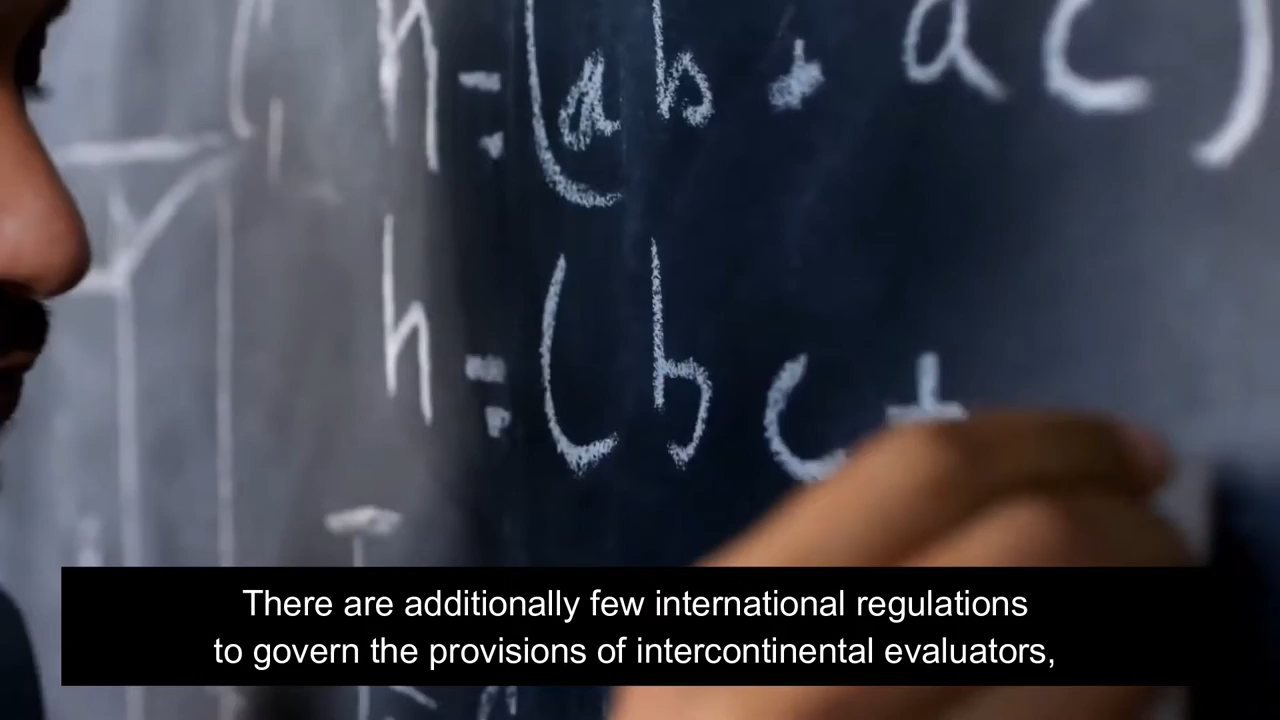 h = (ab + ac)
h = (bc +
There are additionally few international regulations
to govern the provisions of intercontinental evaluators,